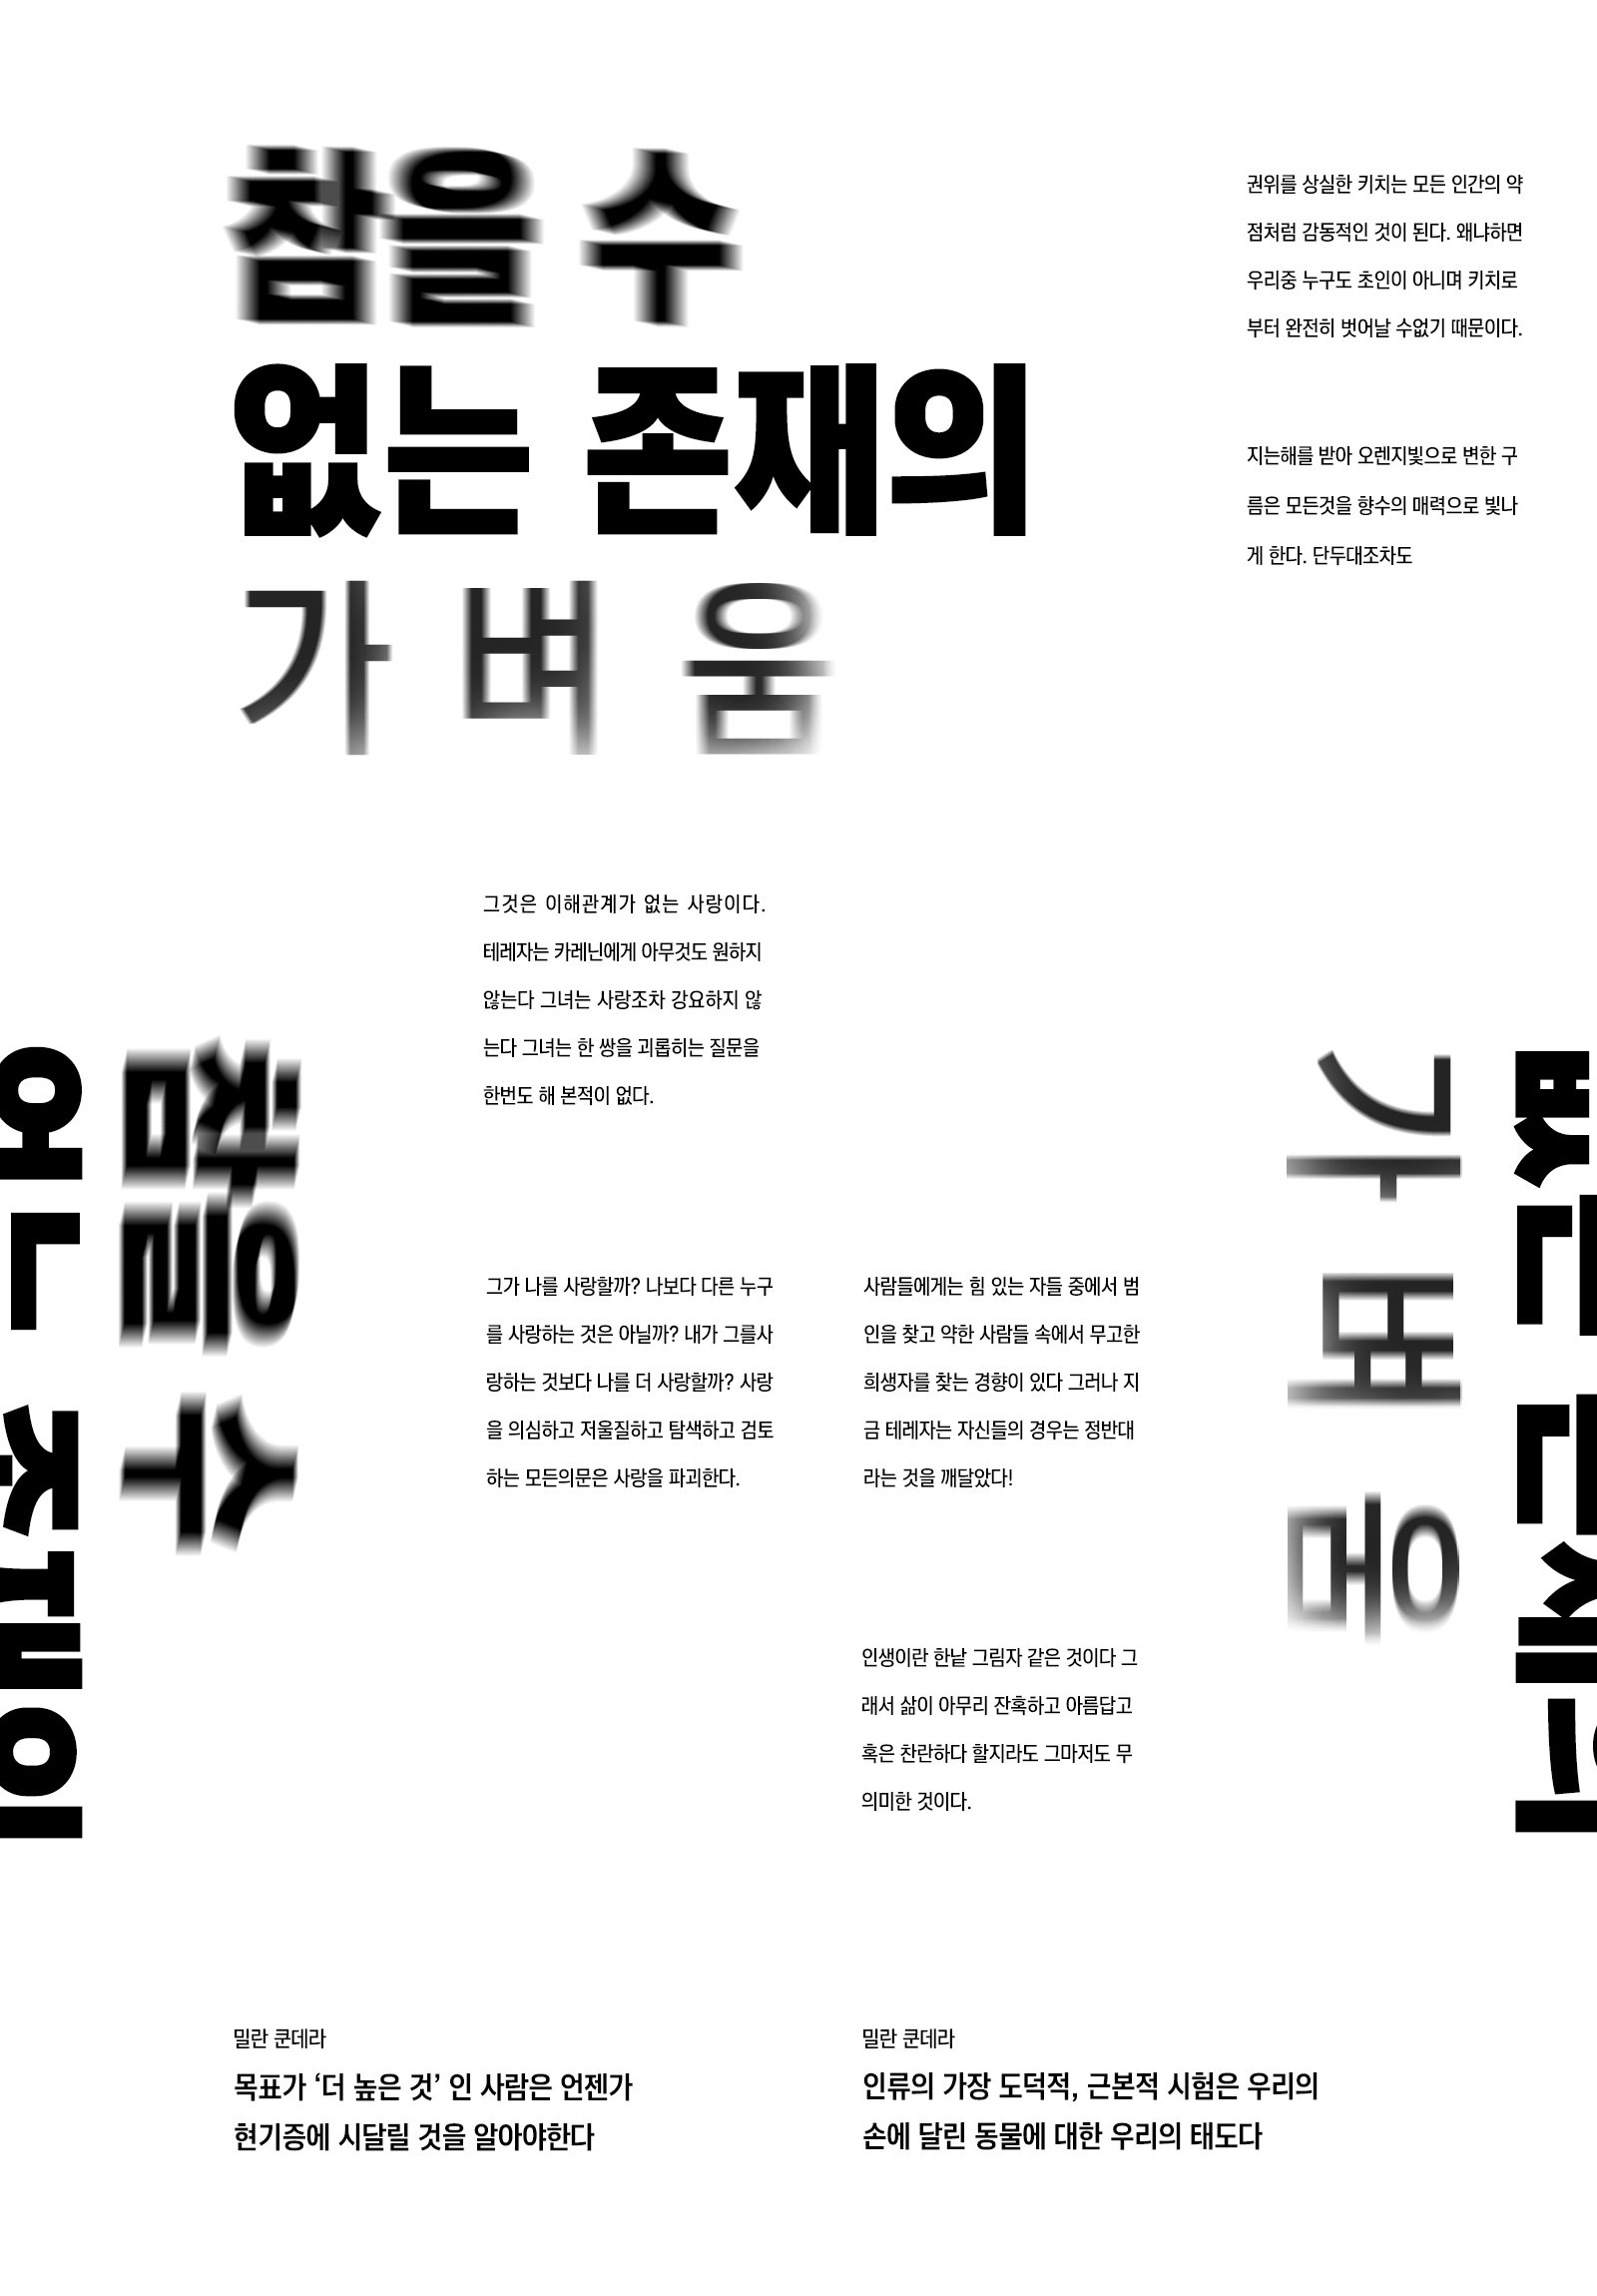 참을 수
없는 존재의
가벼움
권위를 상실한 키치는 모든 인간의 약
점처럼 감동적인 것이 된다. 왜냐하면
우리중 누구도 초인이 아니며 키치로
부터 완전히 벗어날 수없기 때문이다.
지는해를 받아 오렌지빛으로 변한 구
름은 모든것을 향수의 매력으로 빛나
게 한다. 단두대조차도
그것은 이해관계가 없는 사랑이다.
테레자는 카레닌에게 아무것도 원하지
않는다 그녀는 사랑조차 강요하지 않
는다 그녀는 한 쌍을 괴롭히는 질문을
한번도 해 본적이 없다.
참을 수
없는 존재의
가벼움
없는 존재의
그가 나를 사랑할까? 나보다 다른 누구
를 사랑하는 것은 아닐까? 내가 그를사
랑하는 것보다 나를 더 사랑할까? 사랑
을 의심하고 저울질하고 탐색하고 검토
하는 모든의문은 사랑을 파괴한다.
사람들에게는 힘 있는 자들 중에서 범
인을 찾고 약한 사람들 속에서 무고한
희생자를 찾는 경향이 있다 그러나 지
금 테레자는 자신들의 경우는 정반대
라는 것을 깨달았다!
인생이란 한낱 그림자 같은 것이다 그
래서 삶이 아무리 잔혹하고 아름답고
혹은 찬란하다 할지라도 그마저도 무
의미한 것이다.
밀란 쿤데라
목표가 ‘더 높은 것’ 인 사람은 언젠가
현기증에 시달릴 것을 알아야한다
밀란 쿤데라
인류의 가장 도덕적, 근본적 시험은 우리의
손에 달린 동물에 대한 우리의 태도다